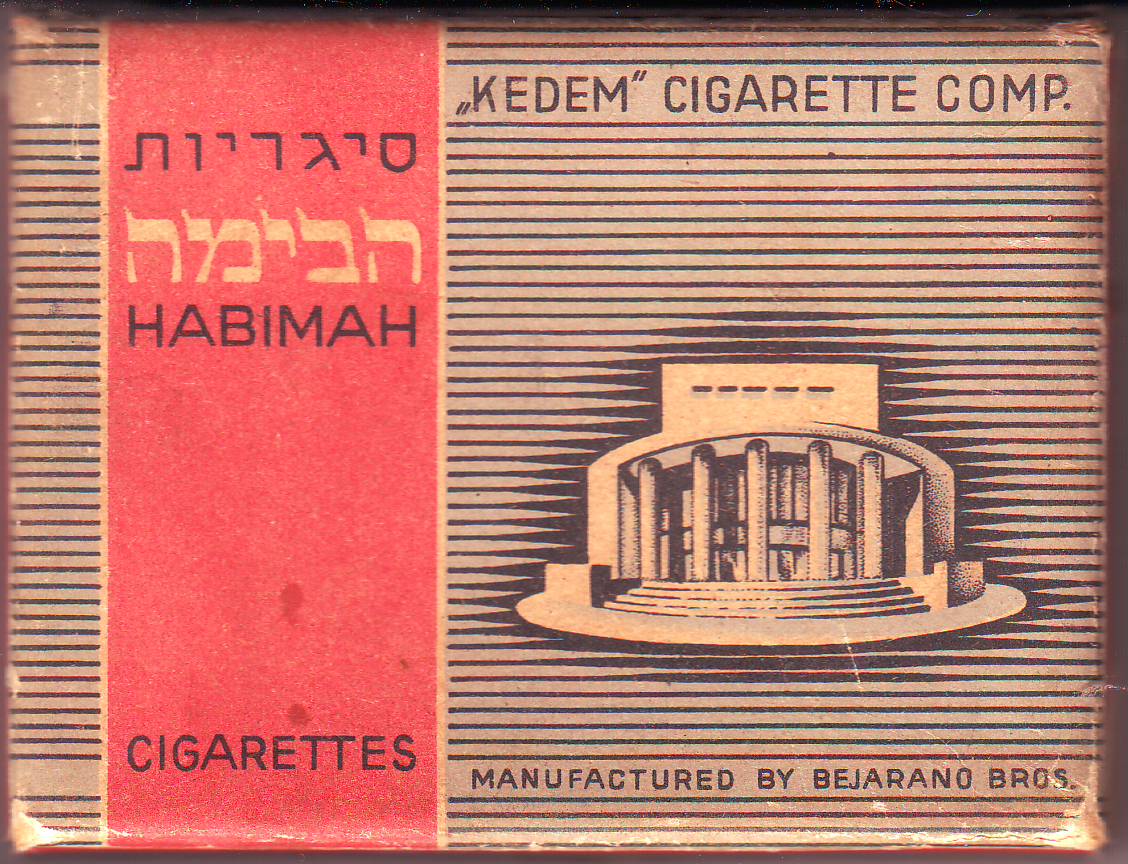 סיגריות
הבימה
HABIMAH
CIGARETTES
„KEDEM" CIGARETTE COMP.
MANUFACTURED BY BEJARANO BROS.